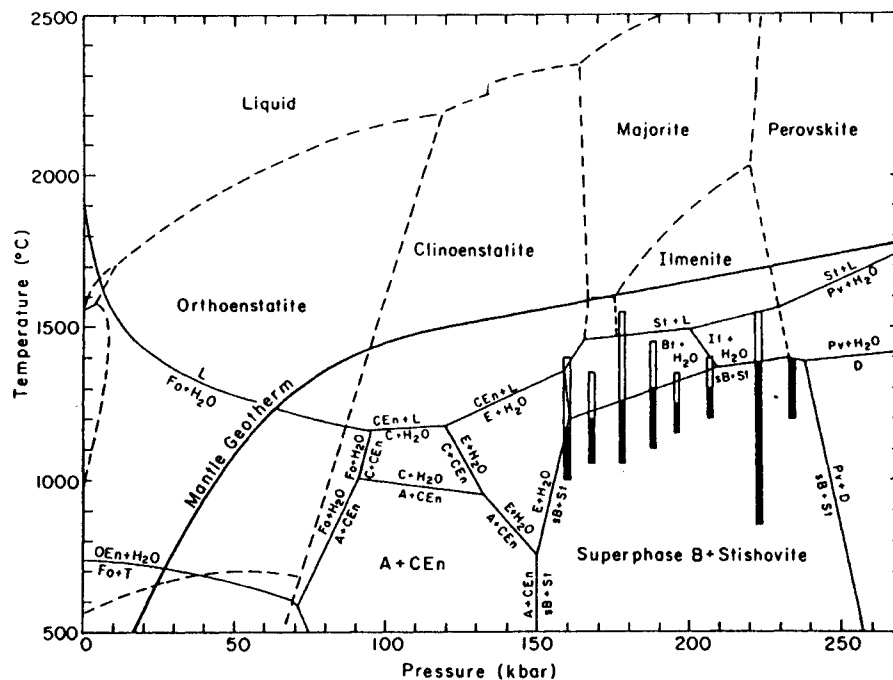 2500
2000
1500
1000
500
Temperature (°C)
0
50
100
150
200
250
Pressure (kbar)
Liquid
Majorite
Perovskite
Clinoenstatite
Ilmenite
Orthoenstatite
Mantle Geotherm
L
Fo+H₂O
CEn+L
C+H₂O
CEn+L
E+H₂O
St+L
Bt+
H₂O
It+
H₂O
sB+St
St+L
Pv+H₂O
Pv+H₂O
D
Fo+H₂O
C+CEn
E+H₂O
C+CEn
C+H₂O
A+CEn
Fo+H₂O
A+CEn
E+H₂O
A+CEn
E+H₂O
sB+St
Pv+D
sB+St
OEn+H₂O
Fo+T
A+CEn
Superphase B+Stishovite
A+CEn
sB+St